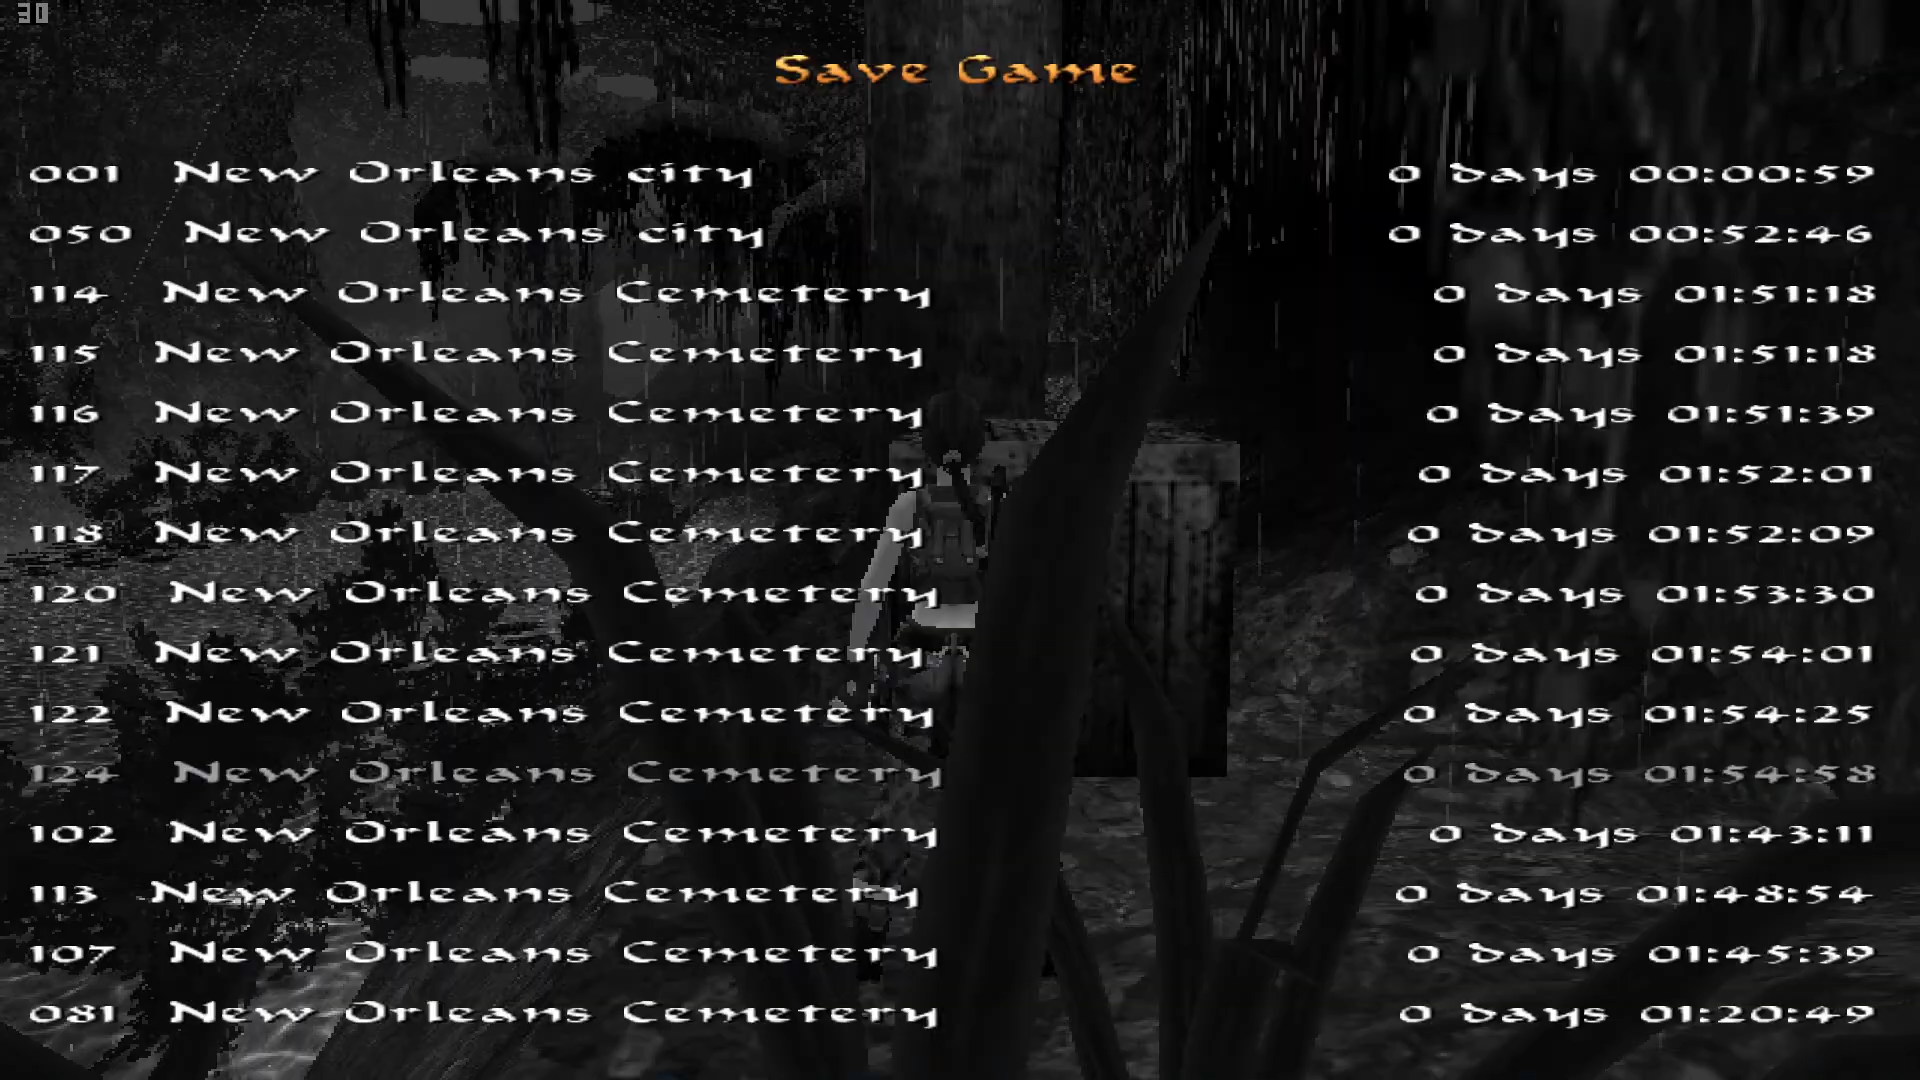 30
Save Game
001 New Orleans city 0 days 00:00:59
050 New Orleans city 0 days 00:52:46
114 New Orleans Cemetery 0 days 01:51:18
115 New Orleans Cemetery 0 days 01:51:18
116 New Orleans Cemetery 0 days 01:51:39
117 New Orleans Cemetery 0 days 01:52:01
118 New Orleans Cemetery 0 days 01:52:09
120 New Orleans Cemetery 0 days 01:53:30
121 New Orleans Cemetery 0 days 01:54:01
122 New Orleans Cemetery 0 days 01:54:25
124 New Orleans Cemetery 0 days 01:54:58
102 New Orleans Cemetery 0 days 01:43:11
113 New Orleans Cemetery 0 days 01:48:54
107 New Orleans Cemetery 0 days 01:45:39
081 New Orleans Cemetery 0 days 01:20:49